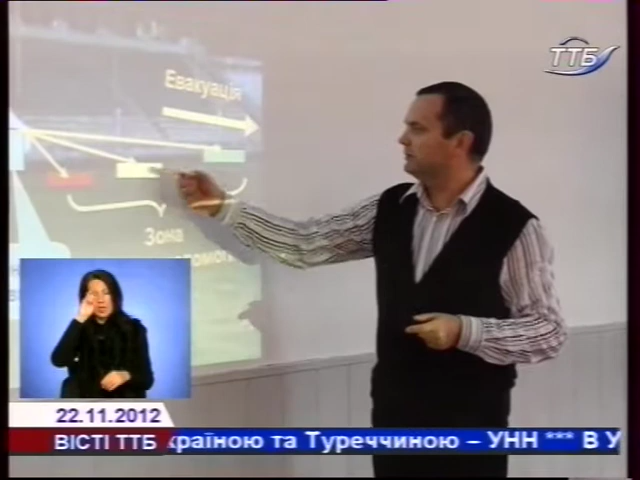 ТТБ
Евакуація
Зона
22.11.2012
ВІСТІ ТТБ
країною та Туреччиною – УНН *** В У